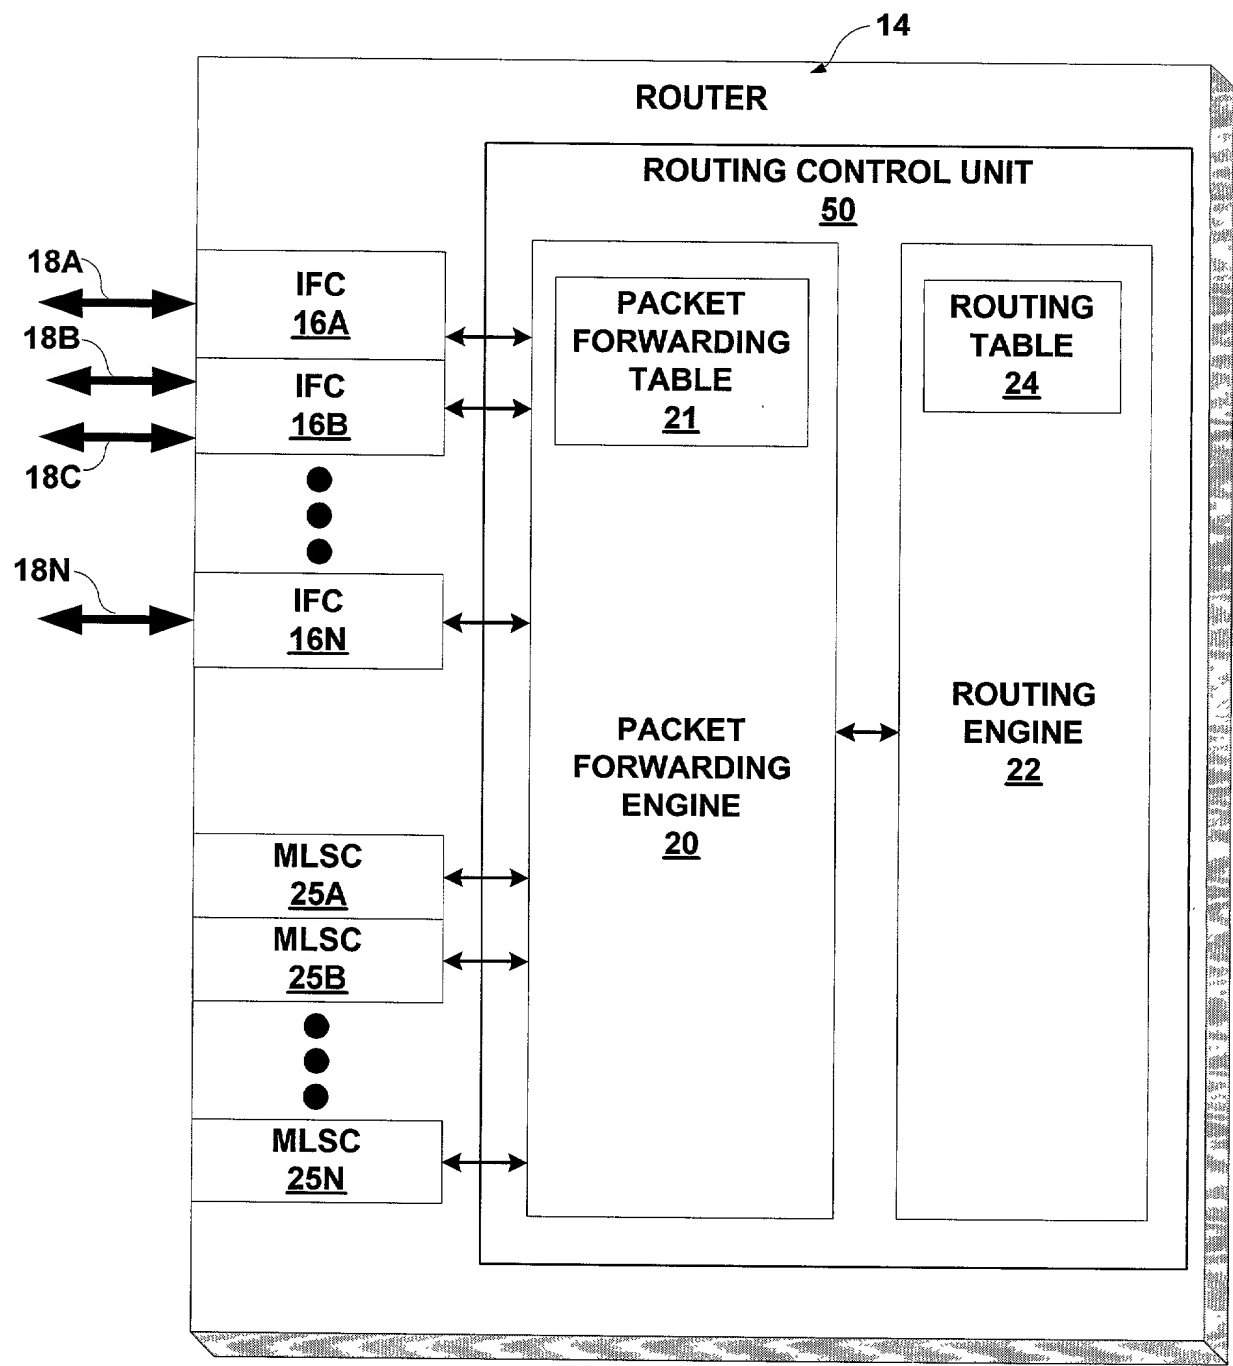 14
ROUTER
ROUTING CONTROL UNIT
50
18A
IFC
16A
18B
IFC
16B
18C
18N
IFC
16N
PACKET
FORWARDING
TABLE
21
ROUTING
TABLE
24
PACKET
FORWARDING
ENGINE
20
ROUTING
ENGINE
22
MLSC
25A
MLSC
25B
MLSC
25N